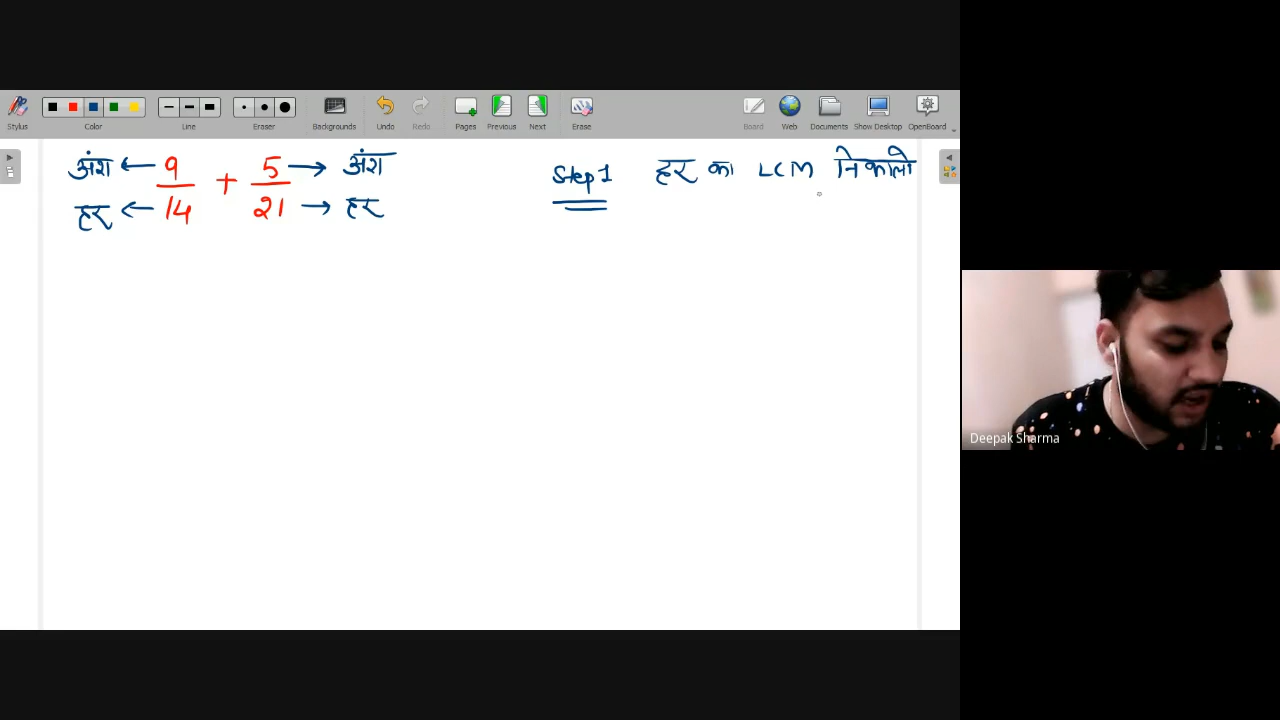 Stylus Color Line Eraser Backgrounds Undo Redo Pages Previous Next Erase Board Web Documents Show Desktop OpenBoard
अंश ← 9 + 5 → अंश
हर ← 14 21 → हर
Step 1 हर का LCM निकालो
Deepak Sharma